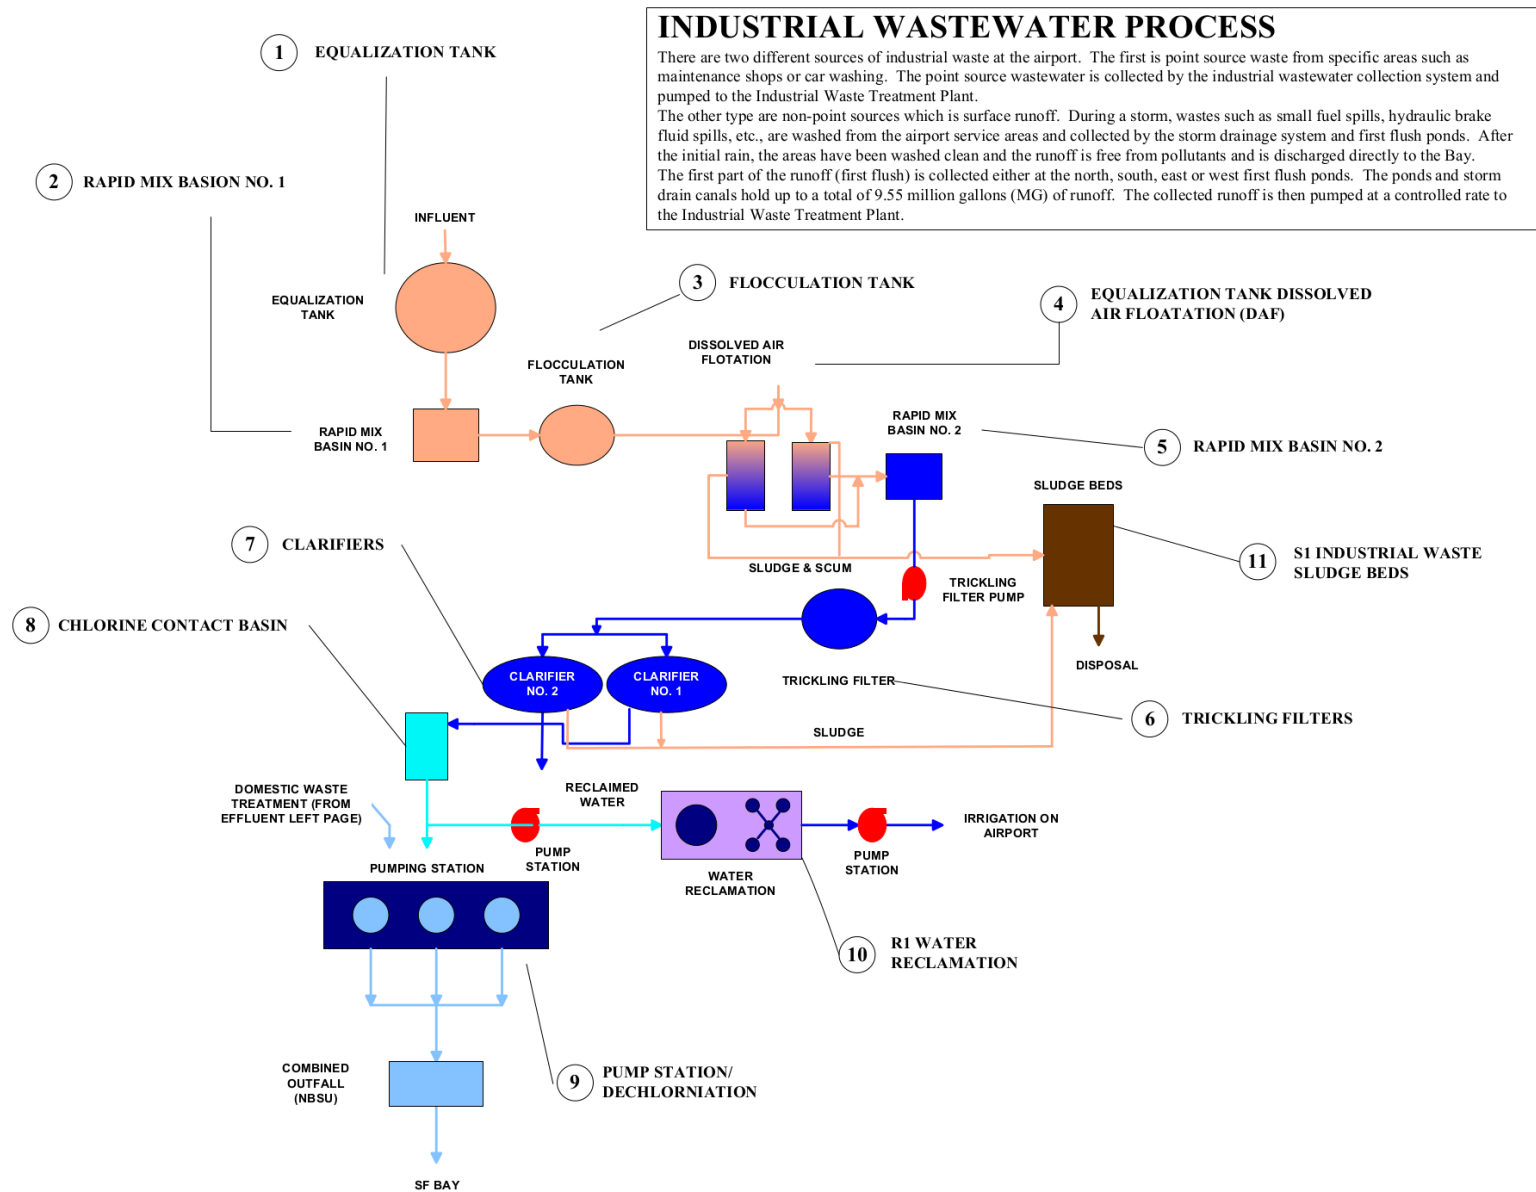 INDUSTRIAL WASTEWATER PROCESS
There are two different sources of industrial waste at the airport. The first is point source waste from specific areas such as
maintenance shops or car washing. The point source wastewater is collected by the industrial wastewater collection system and
pumped to the Industrial Waste Treatment Plant.
The other type are non-point sources which is surface runoff. During a storm, wastes such as small fuel spills, hydraulic brake
fluid spills, etc., are washed from the airport service areas and collected by the storm drainage system and first flush ponds. After
the initial rain, the areas have been washed clean and the runoff is free from pollutants and is discharged directly to the Bay.
The first part of the runoff (first flush) is collected either at the north, south, east or west first flush ponds. The ponds and storm
drain canals hold up to a total of 9.55 million gallons (MG) of runoff. The collected runoff is then pumped at a controlled rate to
the Industrial Waste Treatment Plant.
1 EQUALIZATION TANK
2 RAPID MIX BASION NO. 1
INFLUENT
EQUALIZATION
TANK
3 FLOCCULATION TANK
4 EQUALIZATION TANK DISSOLVED
AIR FLOATATION (DAF)
DISSOLVED AIR
FLOTATION
FLOCCULATION
TANK
RAPID MIX
BASIN NO. 1
RAPID MIX
BASIN NO. 2
5 RAPID MIX BASIN NO. 2
SLUDGE BEDS
7 CLARIFIERS
11 S1 INDUSTRIAL WASTE
SLUDGE BEDS
SLUDGE & SCUM
TRICKLING
FILTER PUMP
8 CHLORINE CONTACT BASIN
DISPOSAL
CLARIFIER
NO. 2
CLARIFIER
NO. 1
TRICKLING FILTER
6 TRICKLING FILTERS
SLUDGE
DOMESTIC WASTE
TREATMENT (FROM
EFFLUENT LEFT PAGE)
RECLAIMED
WATER
IRRIGATION ON
AIRPORT
PUMP
STATION
PUMP
STATION
PUMPING STATION
WATER
RECLAMATION
10 R1 WATER
RECLAMATION
COMBINED
OUTFALL
(NBSU)
9 PUMP STATION/
DECHLORNIATION
SF BAY